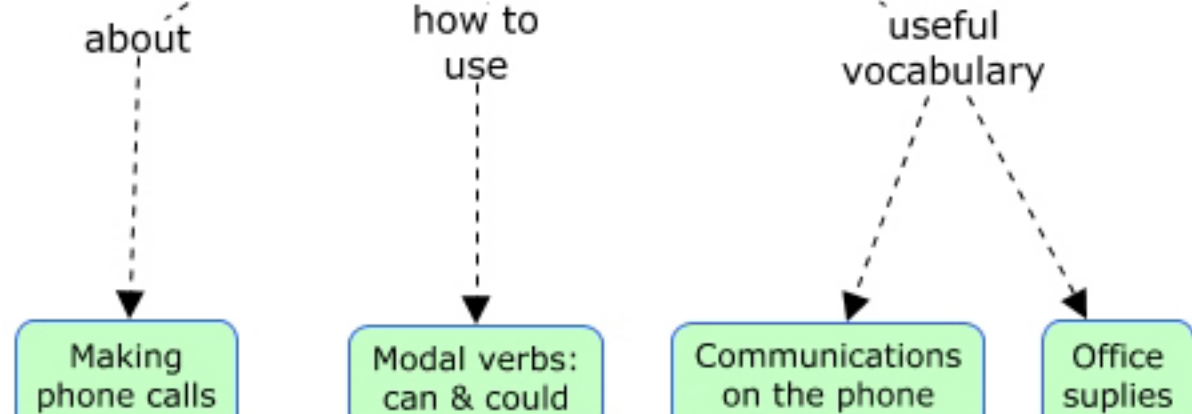 about
how to
use
useful
vocabulary
Making
phone calls
Modal verbs:
can & could
Communications
on the phone
Office
suplies